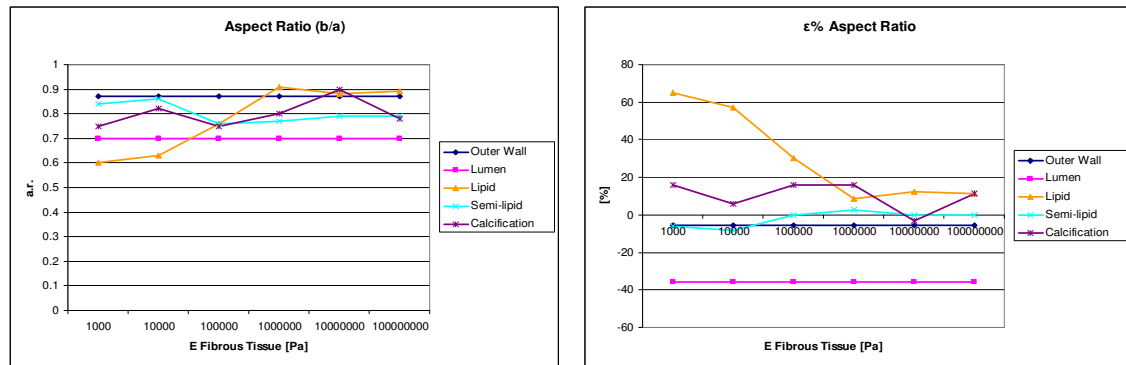 Aspect Ratio (b/a)
1
0.9
0.8
0.7
0.6
0.5
0.4
0.3
0.2
0.1
0
a.r.
1000 10000 100000 1000000 10000000 100000000
E Fibrous Tissue [Pa]
Outer Wall
Lumen
Lipid
Semi-lipid
Calcification
ε% Aspect Ratio
80
60
40
20
0
-20
-40
-60
[%]
1000 10000 100000 1000000 10000000 100000000
E Fibrous Tissue [Pa]
Outer Wall
Lumen
Lipid
Semi-lipid
Calcification